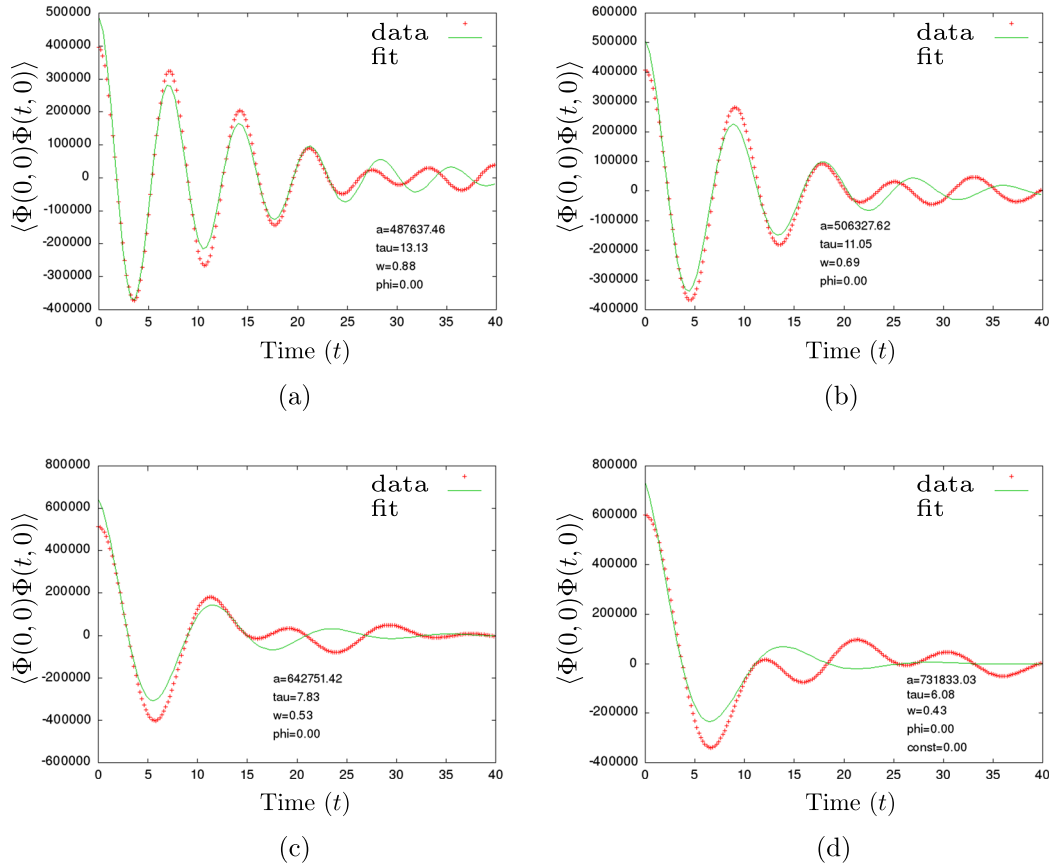 500000
400000
300000
200000
100000
0
-100000
-200000
-300000
-400000
⟨Φ(0, 0)Φ(t, 0)⟩
data
fit
a=487637.46
tau=13.13
w=0.88
phi=0.00
0 5 10 15 20 25 30 35 40
Time (t)
(a)
600000
500000
400000
300000
200000
100000
0
-100000
-200000
-300000
-400000
⟨Φ(0, 0)Φ(t, 0)⟩
data
fit
a=506327.62
tau=11.05
w=0.69
phi=0.00
0 5 10 15 20 25 30 35 40
Time (t)
(b)
800000
600000
400000
200000
0
-200000
-400000
-600000
⟨Φ(0, 0)Φ(t, 0)⟩
data
fit
a=642751.42
tau=7.83
w=0.53
phi=0.00
0 5 10 15 20 25 30 35 40
Time (t)
(c)
800000
600000
400000
200000
0
-200000
-400000
⟨Φ(0, 0)Φ(t, 0)⟩
data
fit
a=731833.03
tau=6.08
w=0.43
phi=0.00
const=0.00
0 5 10 15 20 25 30 35 40
Time (t)
(d)